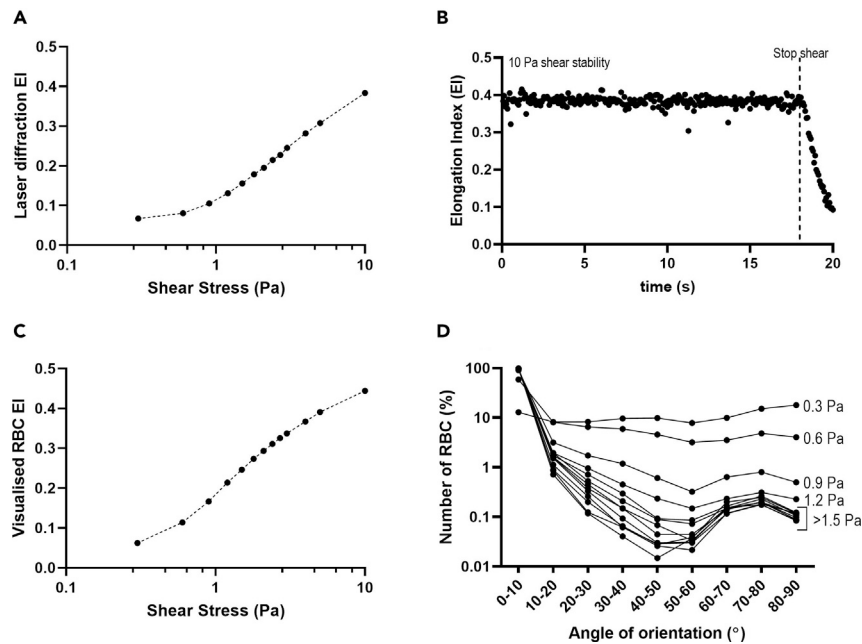 A
0.5
0.4
0.3
0.2
0.1
0.0
0.1
1
10
Laser diffraction EI
Shear Stress (Pa)
B
0.5
0.4
0.3
0.2
0.1
0.0
0
5
10
15
20
Elongation Index (EI)
time (s)
10 Pa shear stability
Stop shear
C
0.5
0.4
0.3
0.2
0.1
0.0
0.1
1
10
Visualised RBC EI
Shear Stress (Pa)
D
100
10
1
0.1
0.01
Number of RBC (%)
0.3 Pa
0.6 Pa
0.9 Pa
1.2 Pa
>1.5 Pa
0-10
10-20
20-30
30-40
40-50
50-60
60-70
70-80
80-90
Angle of orientation (°)